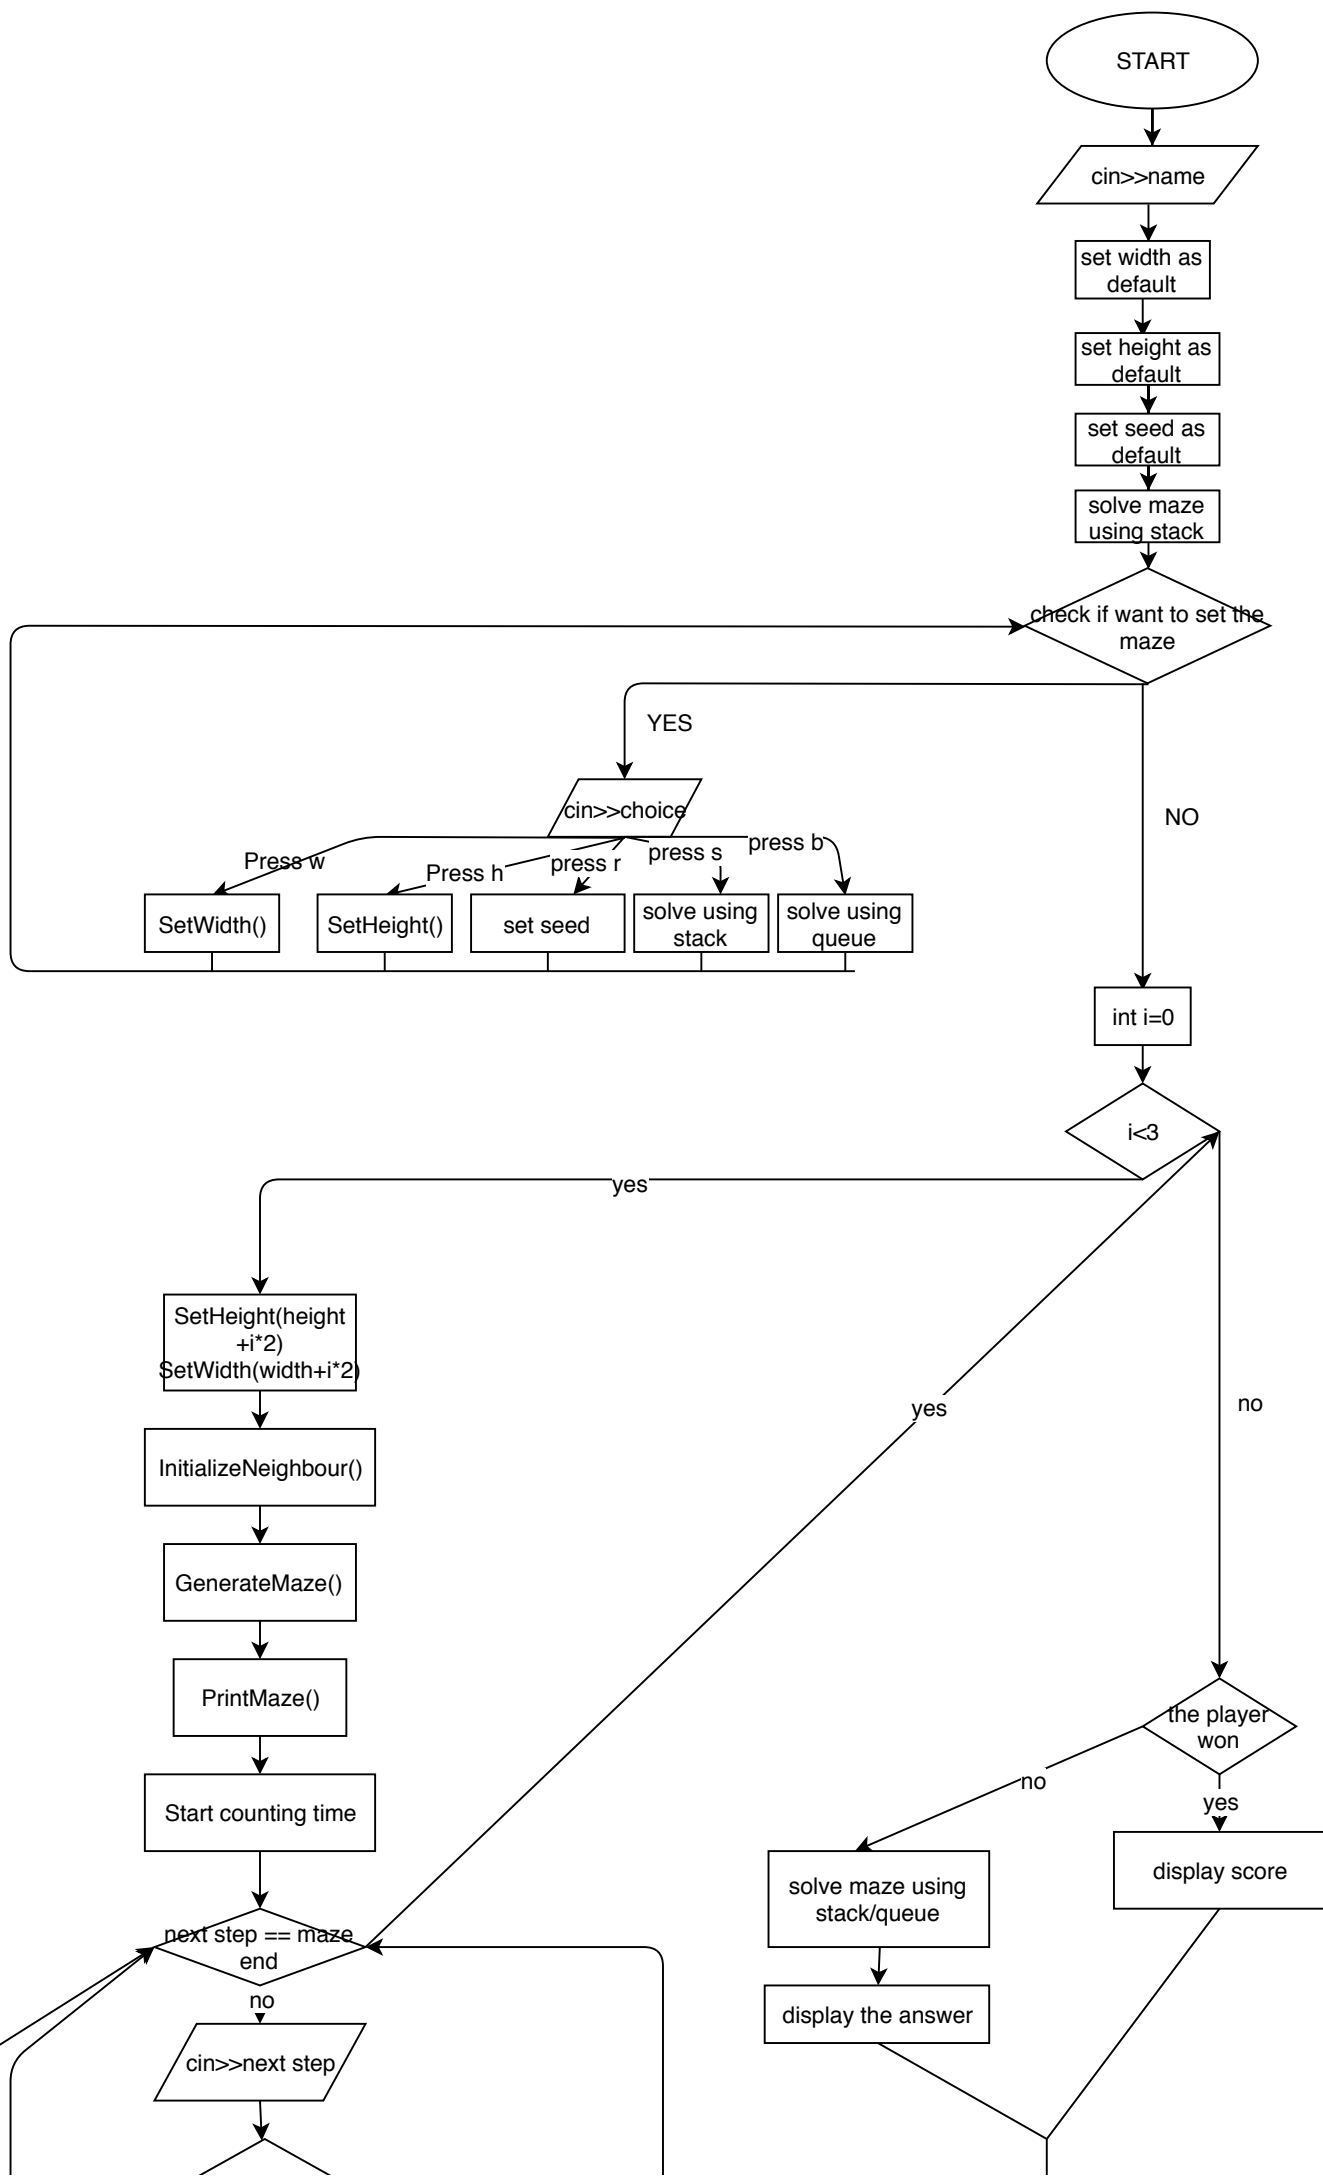 START
cin>>name
set width as
default
set height as
default
set seed as
default
solve maze
using stack
check if want to set the
maze
YES
NO
cin>>choice
Press w
Press h
press r
press s
press b
SetWidth()
SetHeight()
set seed
solve using
stack
solve using
queue
int i=0
i<3
yes
SetHeight(height
+i*2)
SetWidth(width+i*2)
yes
no
InitializeNeighbour()
GenerateMaze()
PrintMaze()
the player
won
no
yes
Start counting time
solve maze using
stack/queue
display score
next step == maze
end
no
display the answer
cin>>next step